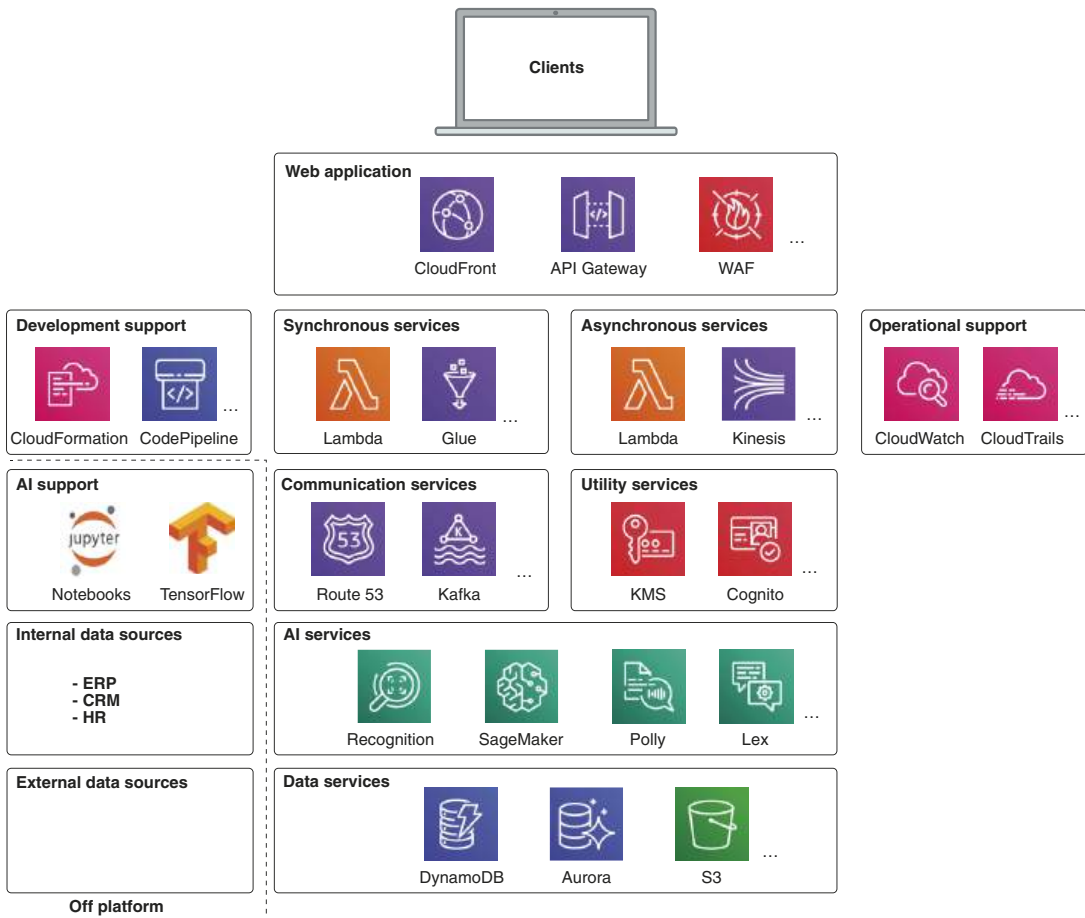 Clients
Web application
CloudFront
API Gateway
</>
WAF
...
Development support
CloudFormation
</>
CodePipeline
...
Synchronous services
Lambda
Glue
...
Asynchronous services
Lambda
Kinesis
...
Operational support
CloudWatch
CloudTrails
...
AI support
jupyter
Notebooks
TensorFlow
Communication services
53
Route 53
K
Kafka
...
Utility services
KMS
Cognito
...
Internal data sources
- ERP
- CRM
- HR
AI services
Recognition
SageMaker
Polly
Lex
...
External data sources
Data services
DynamoDB
Aurora
S3
...
Off platform